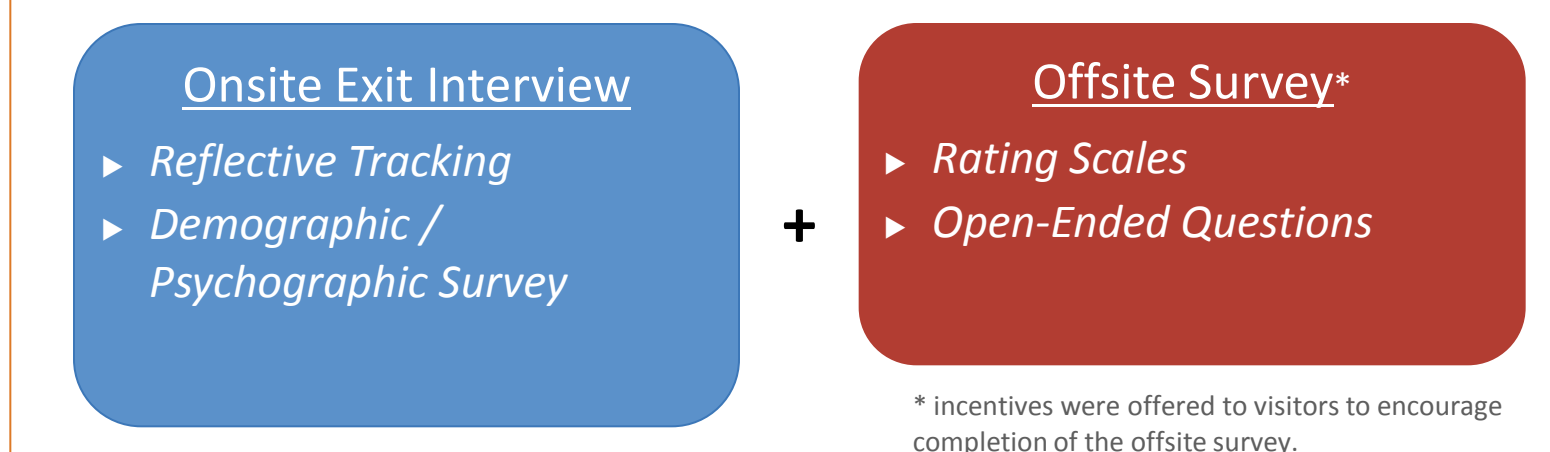 Onsite Exit Interview
▶ Reflective Tracking
▶ Demographic /
Psychographic Survey
+
Offsite Survey*
▶ Rating Scales
▶ Open-Ended Questions
* incentives were offered to visitors to encourage
completion of the offsite survey.